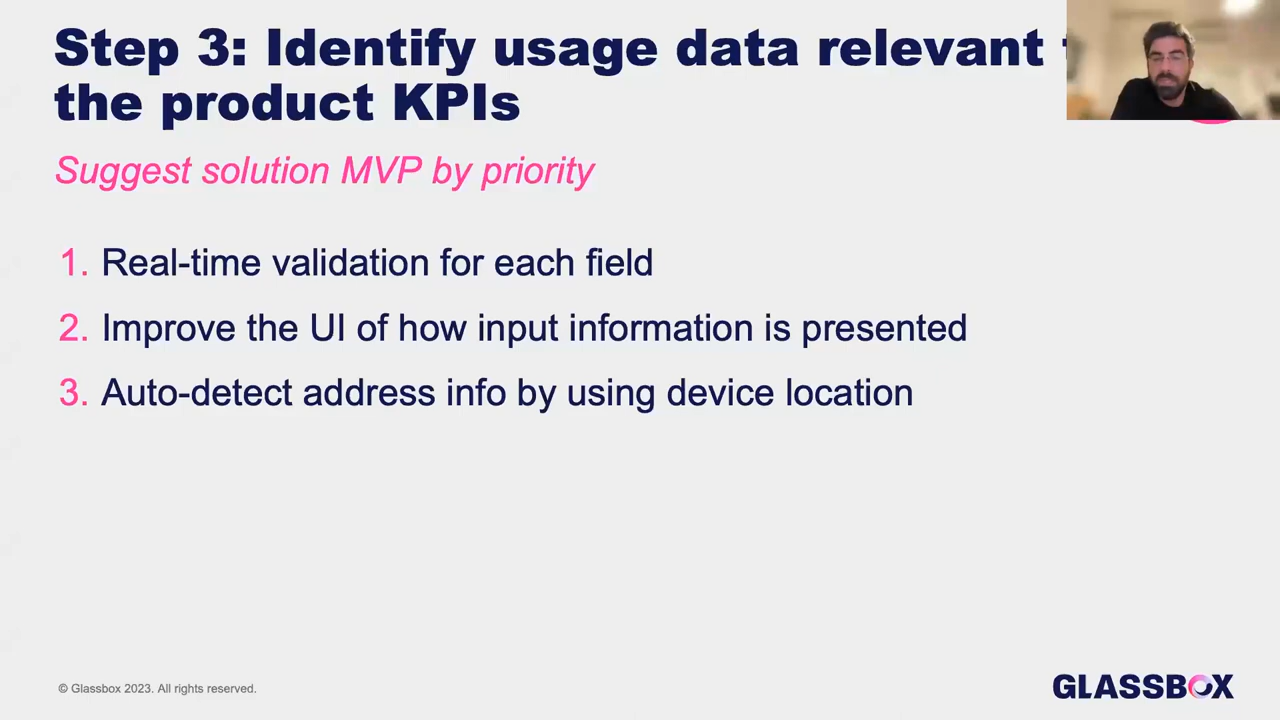 Step 3: Identify usage data relevant
the product KPIs
Suggest solution MVP by priority
1. Real-time validation for each field
2. Improve the UI of how input information is presented
3. Auto-detect address info by using device location
© Glassbox 2023. All rights reserved.
GLASSBOX